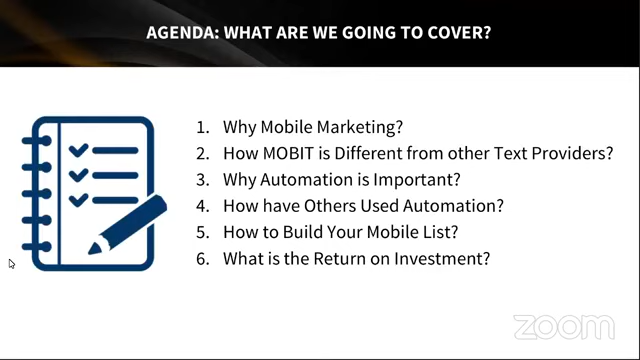 AGENDA: WHAT ARE WE GOING TO COVER?
1. Why Mobile Marketing?
2. How MOBIT is Different from other Text Providers?
3. Why Automation is Important?
4. How have Others Used Automation?
5. How to Build Your Mobile List?
6. What is the Return on Investment?
zoom